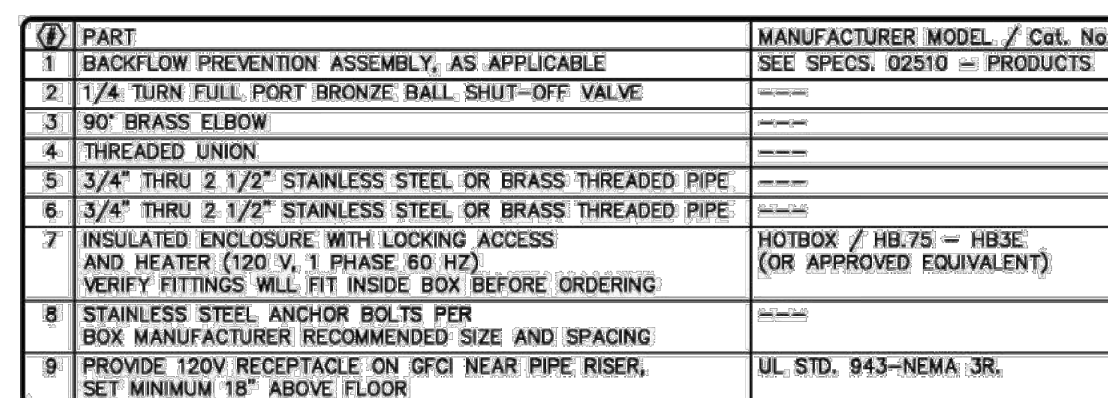 # PART MANUFACTURER MODEL / Cat. No
1 BACKFLOW PREVENTION ASSEMBLY, AS APPLICABLE SEE SPECS. 02510 – PRODUCTS
2 1/4 TURN FULL PORT BRONZE BALL SHUT-OFF VALVE ---
3 90° BRASS ELBOW ---
4 THREADED UNION ---
5 3/4" THRU 2 1/2" STAINLESS STEEL OR BRASS THREADED PIPE ---
6 3/4" THRU 2 1/2" STAINLESS STEEL OR BRASS THREADED PIPE ---
7 INSULATED ENCLOSURE WITH LOCKING ACCESS HOTBOX / HB.75 – HB3E
AND HEATER (120 V, 1 PHASE 60 HZ) (OR APPROVED EQUIVALENT)
VERIFY FITTINGS WILL FIT INSIDE BOX BEFORE ORDERING
8 STAINLESS STEEL ANCHOR BOLTS PER ---
BOX MANUFACTURER RECOMMENDED SIZE AND SPACING
9 PROVIDE 120V RECEPTACLE ON GFCI NEAR PIPE RISER, UL STD. 943-NEMA 3R.
SET MINIMUM 18" ABOVE FLOOR